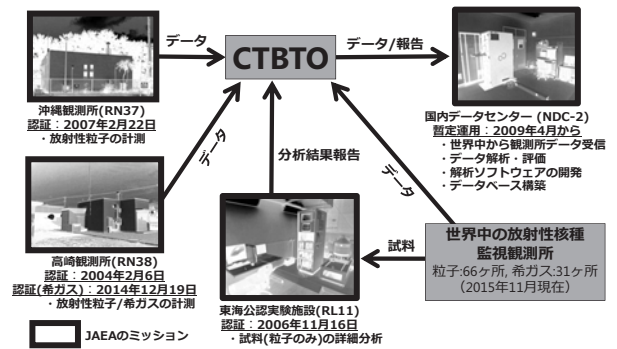 データ
CTBTO
データ/報告
沖縄観測所(RN37)
認証：2007年2月22日
・放射性粒子の計測
国内データセンター (NDC-2)
暫定運用：2009年4月から
・世界中から観測所データ受信
・データ解析・評価
・解析ソフトウェアの開発
・データベース構築
データ
分析結果報告
データ
高崎観測所(RN38)
認証：2004年2月6日
認証(希ガス)：2014年12月19日
・放射性粒子/希ガスの計測
試料
世界中の放射性核種
監視観測所
粒子:66ヶ所, 希ガス:31ヶ所
（2015年11月現在）
東海公認実験施設(RL11)
認証：2006年11月16日
・試料(粒子のみ)の詳細分析
JAEAのミッション